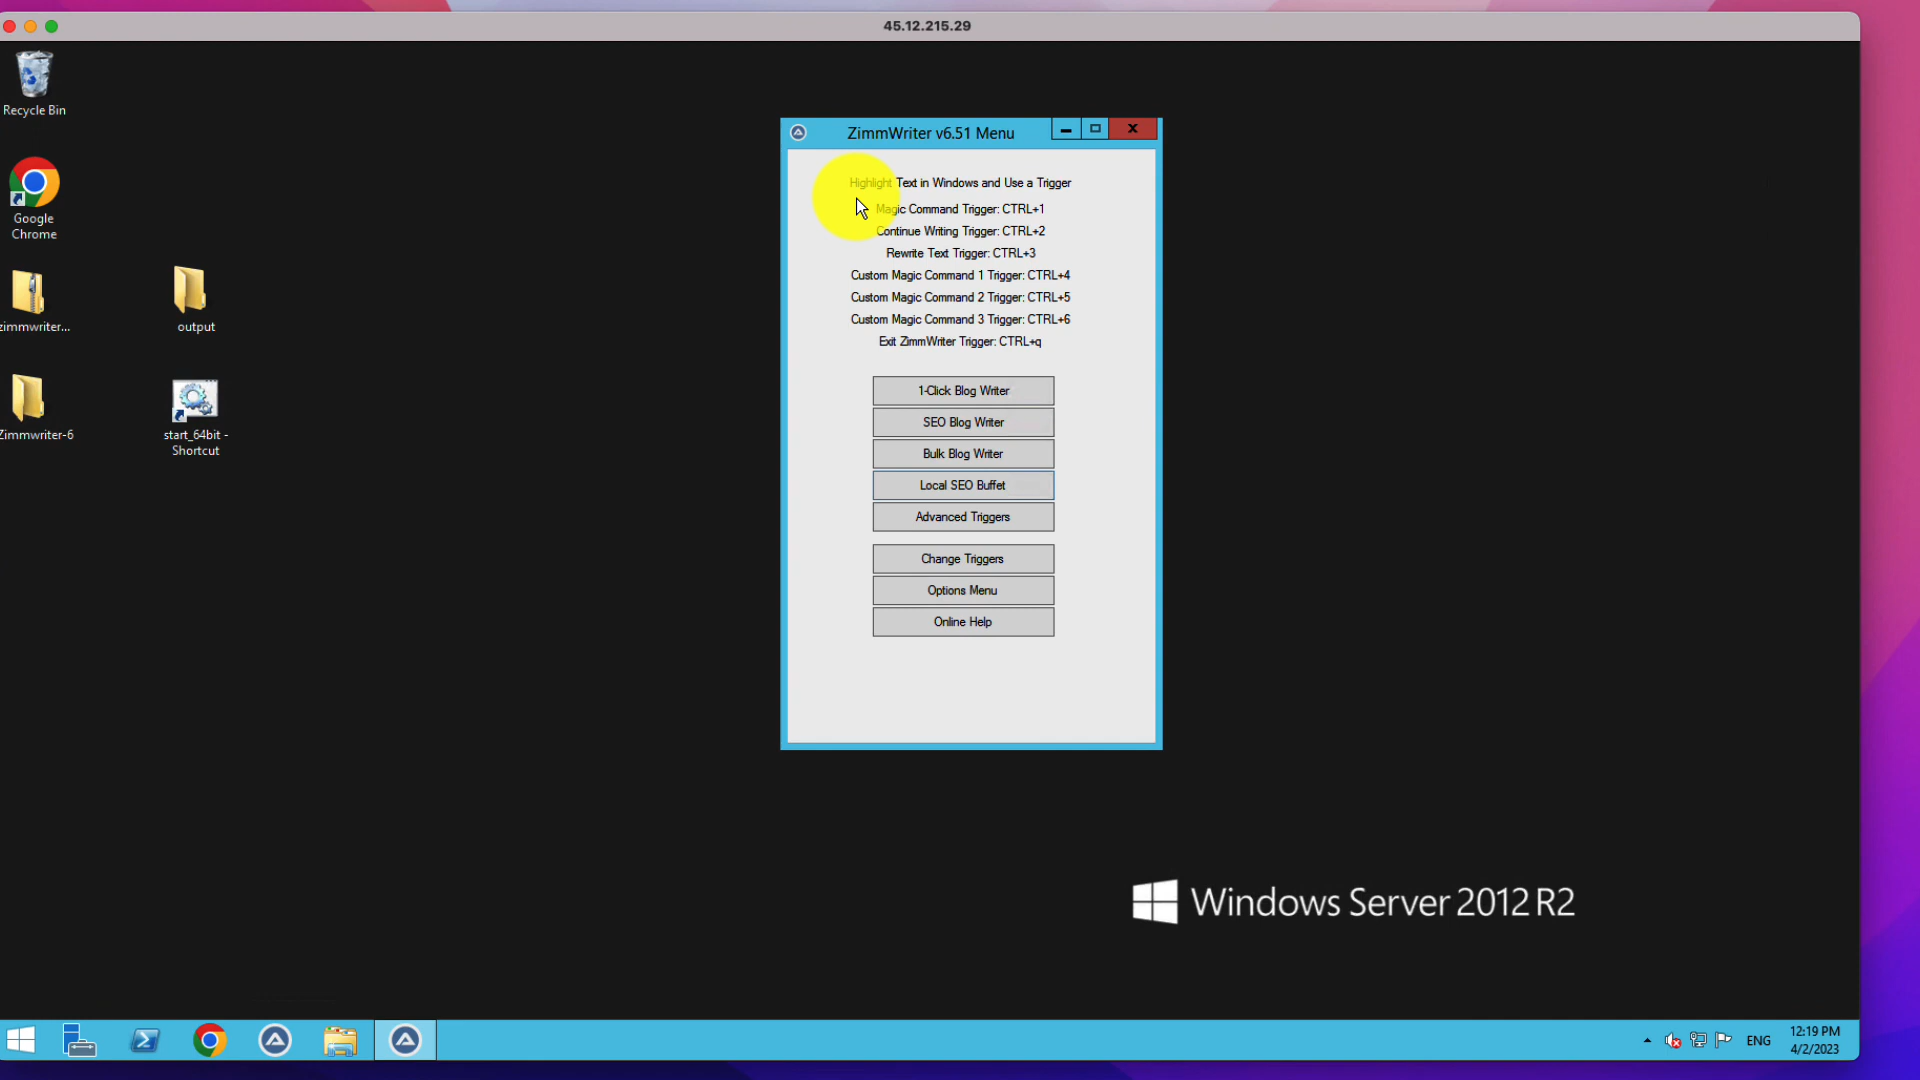 45.12.215.29
Recycle Bin
Google
Chrome
zimmwriter...
output
Zimmwriter-6
start_64bit -
Shortcut
ZimmWriter v6.51 Menu
Highlight Text in Windows and Use a Trigger
Magic Command Trigger: CTRL+1
Continue Writing Trigger: CTRL+2
Rewrite Text Trigger: CTRL+3
Custom Magic Command 1 Trigger: CTRL+4
Custom Magic Command 2 Trigger: CTRL+5
Custom Magic Command 3 Trigger: CTRL+6
Exit ZimmWriter Trigger: CTRL+q
1-Click Blog Writer
SEO Blog Writer
Bulk Blog Writer
Local SEO Buffet
Advanced Triggers
Change Triggers
Options Menu
Online Help
Windows Server 2012 R2
ENG
12:19 PM
4/2/2023